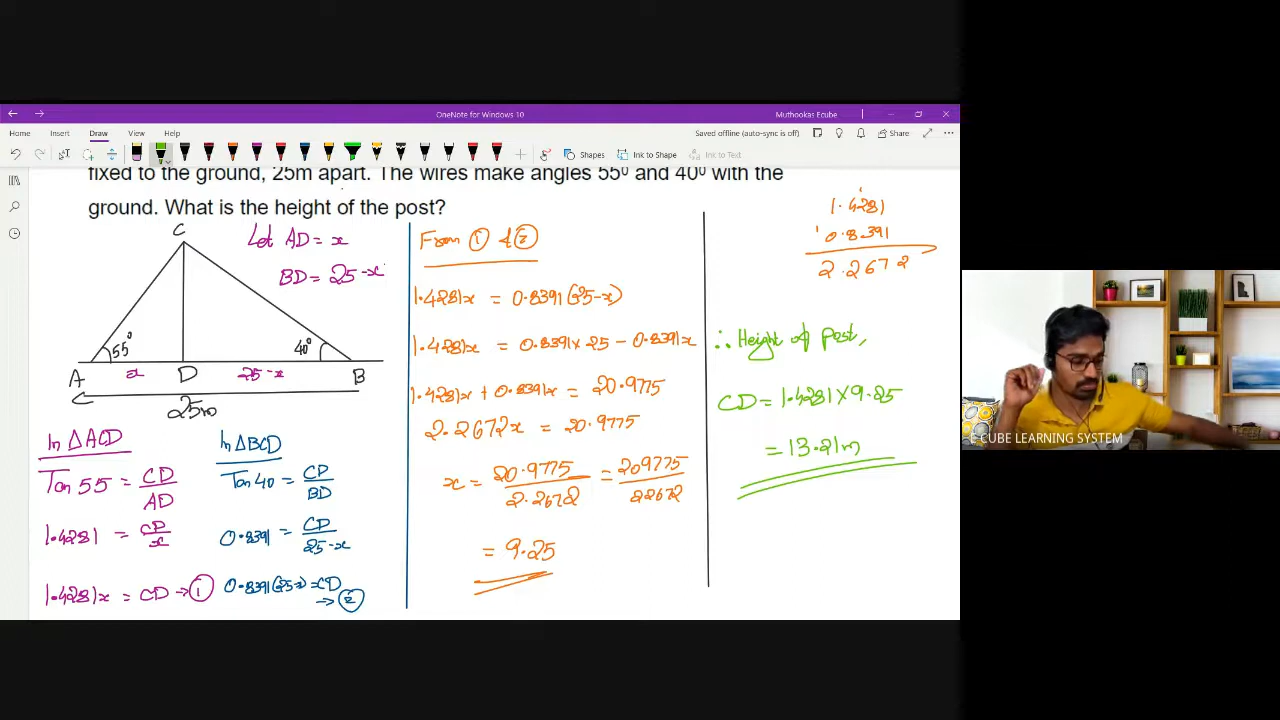 OneNote for Windows 10
Muthookas Ecube
Home Insert Draw View Help
Saved offline (auto-sync is off)
Share
Shapes
Ink to Shape
Ink to Text
fixed to the ground, 25m apart. The wires make angles 55⁰ and 40⁰ with the
ground. What is the height of the post?
C
Let AD = x
BD = 25-x
55°
40°
A x D 25-x B
25m
In ΔACD
Tan 55 = CD/AD
1.4281 = CD/x
1.4281x = CD → ①
In ΔBCD
Tan 40 = CD/BD
0.8391 = CD/25-x
0.8391(25-x) = CD
→ ②
From ① & ②
1.4281x = 0.8391(25-x)
1.4281x = 0.8391×25 - 0.8391x
1.4281x + 0.8391x = 20.9775
2.2672x = 20.9775
x = 20.9775/2.2672 = 209775/22672
= 9.25
1.4281
0.8391
2.2672
∴ Height of Post,
CD = 1.4281 × 9.25
= 13.21m
E CUBE LEARNING SYSTEM